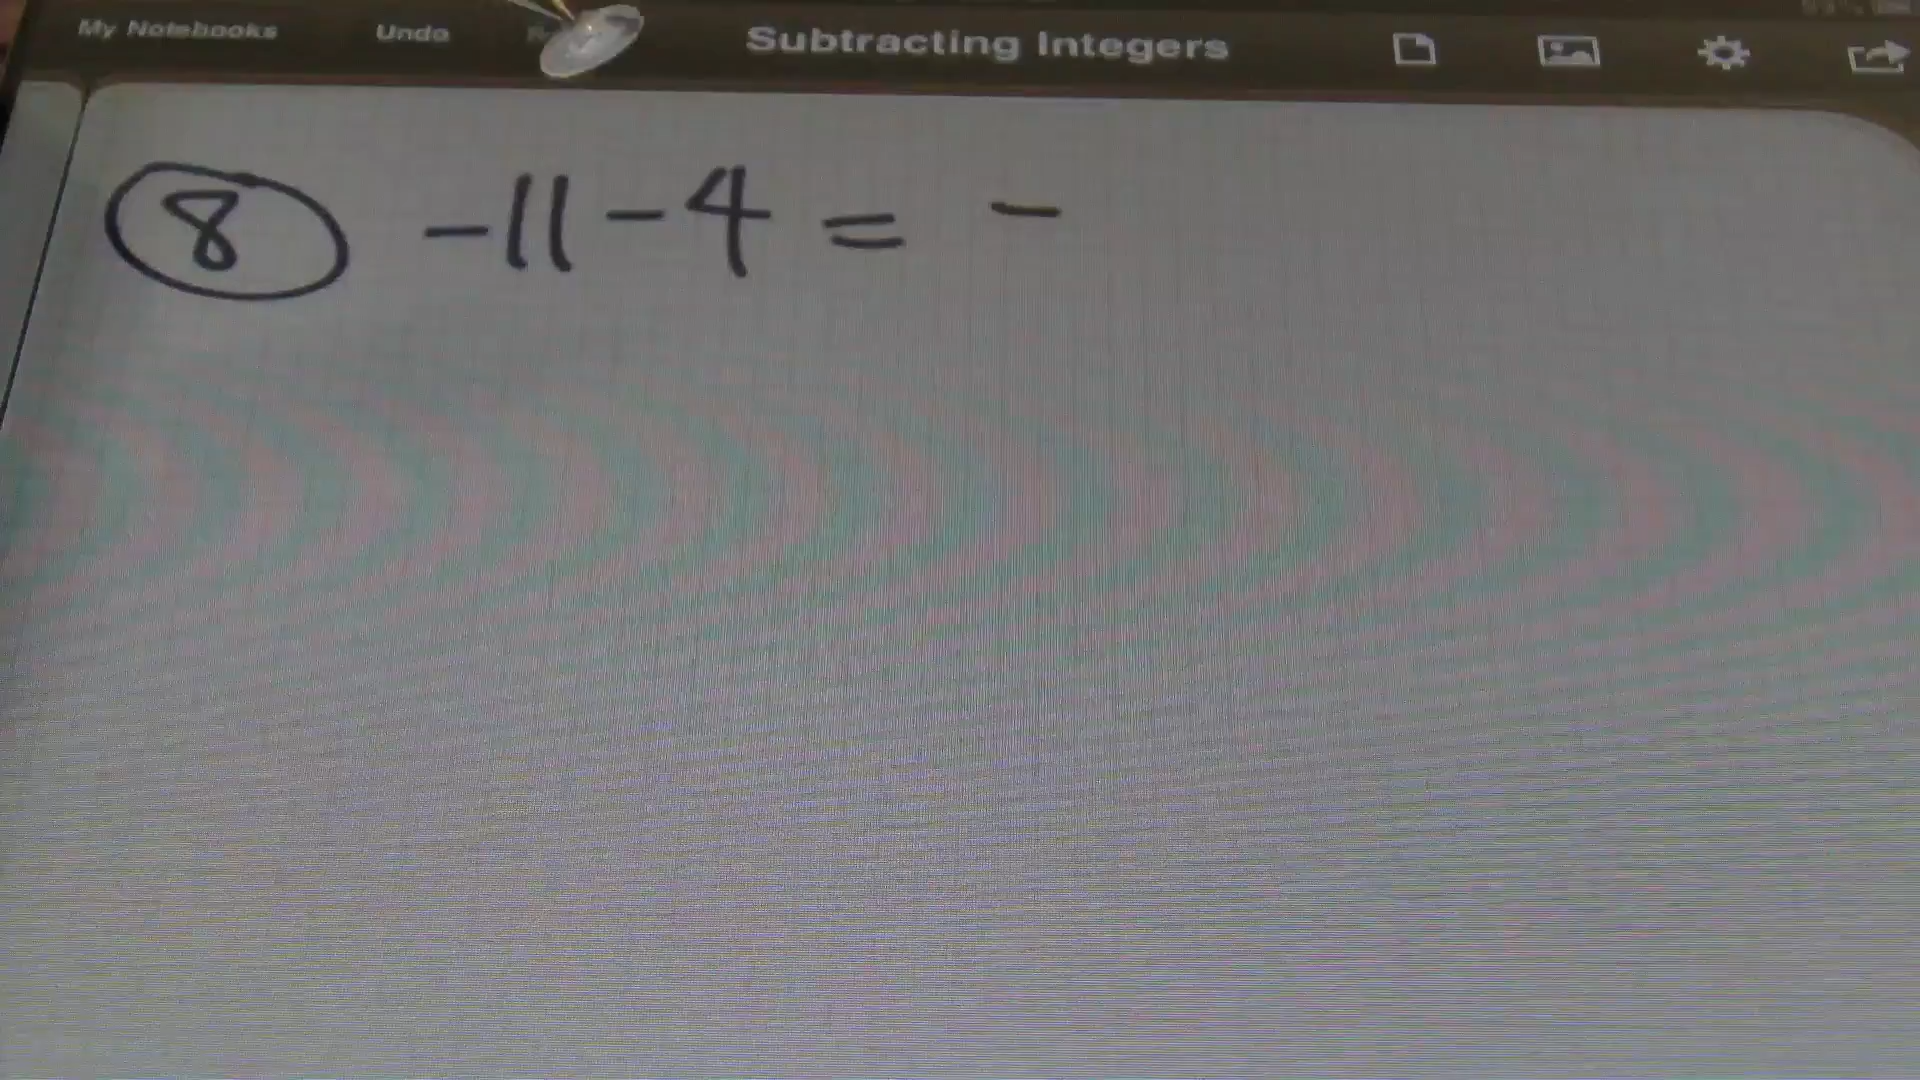 My Notebooks Undo Subtracting Integers
8 -11-4 = -